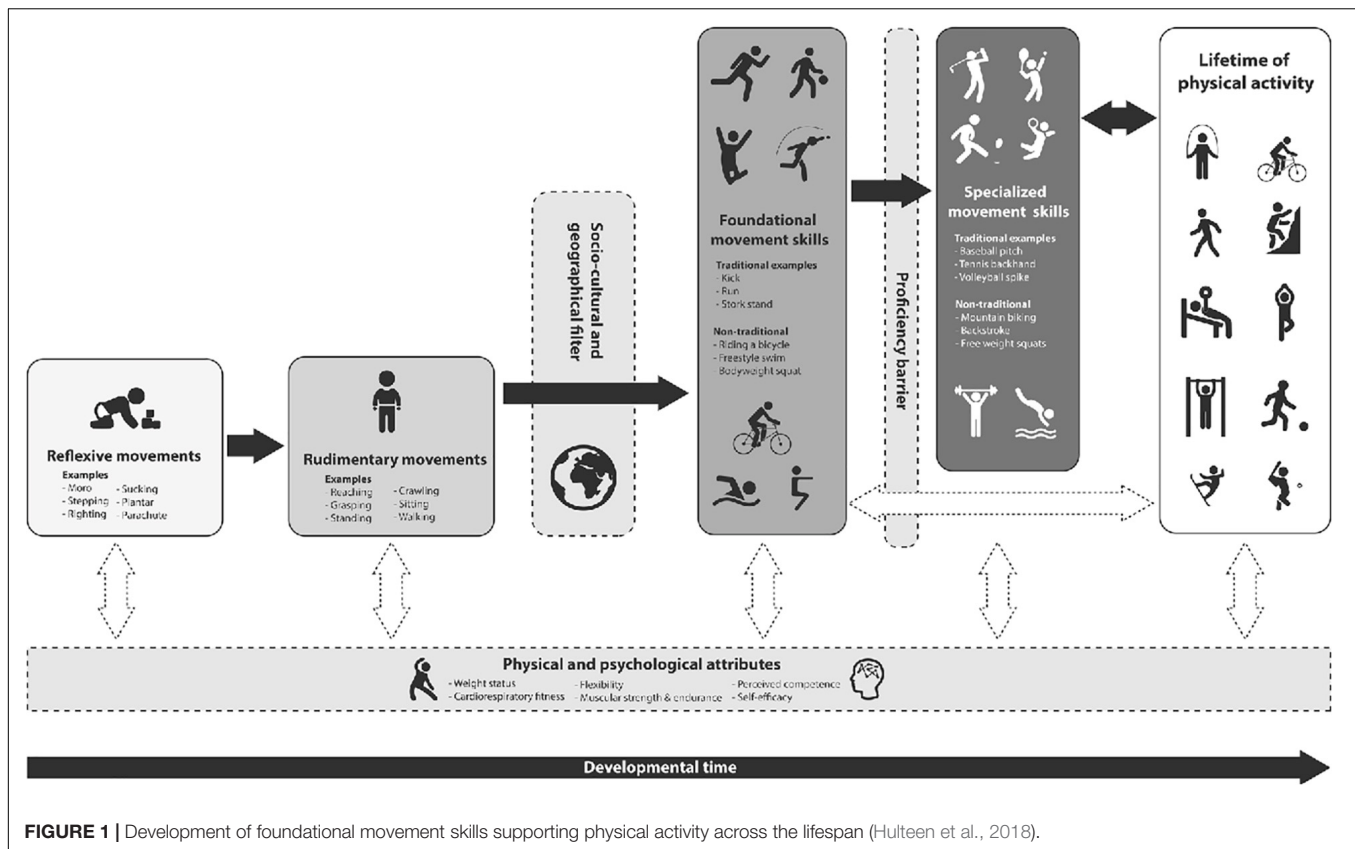 Reflexive movements
Examples
- Moro
- Stepping
- Righting
- Sucking
- Plantar
- Parachute
Rudimentary movements
Examples
- Reaching
- Grasping
- Standing
- Crawling
- Sitting
- Walking
Socio-cultural and
geographical filter
Foundational
movement skills
Traditional examples
- Kick
- Run
- Stork stand
Non-traditional
- Riding a bicycle
- Freestyle swim
- Bodyweight squat
Proficiency barrier
Specialized
movement skills
Traditional examples
- Baseball pitch
- Tennis backhand
- Volleyball spike
Non-traditional
- Mountain biking
- Backstroke
- Free weight squats
Lifetime of
physical activity
Physical and psychological attributes
- Weight status
- Cardiorespiratory fitness
- Flexibility
- Muscular strength & endurance
- Perceived competence
- Self-efficacy
Developmental time
FIGURE 1 | Development of foundational movement skills supporting physical activity across the lifespan (Hulteen et al., 2018).